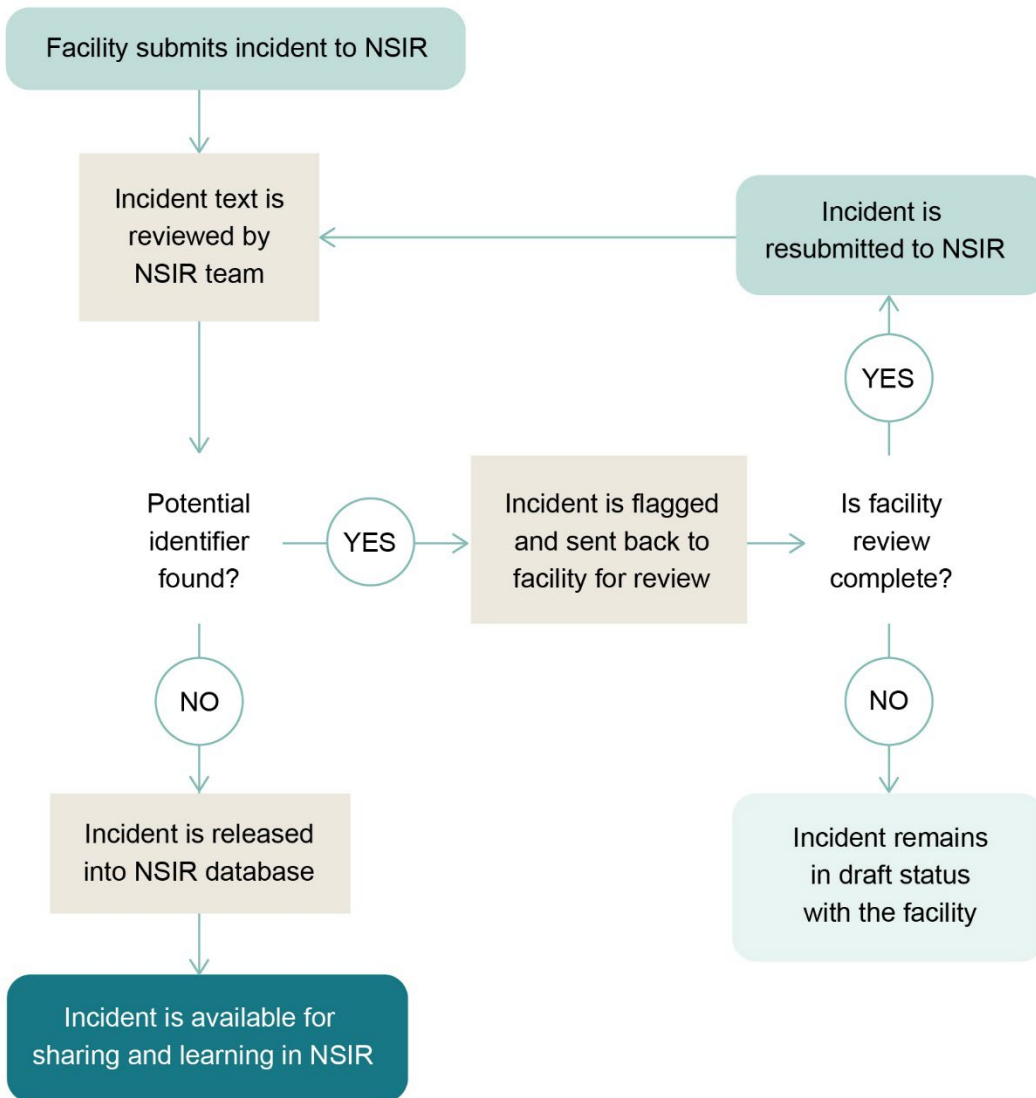 Facility submits incident to NSIR
Incident text is
reviewed by
NSIR team
Incident is
resubmitted to NSIR
YES
Potential
identifier
found?
YES
Incident is flagged
and sent back to
facility for review
Is facility
review
complete?
NO
NO
Incident is released
into NSIR database
Incident remains
in draft status
with the facility
Incident is available for
sharing and learning in NSIR